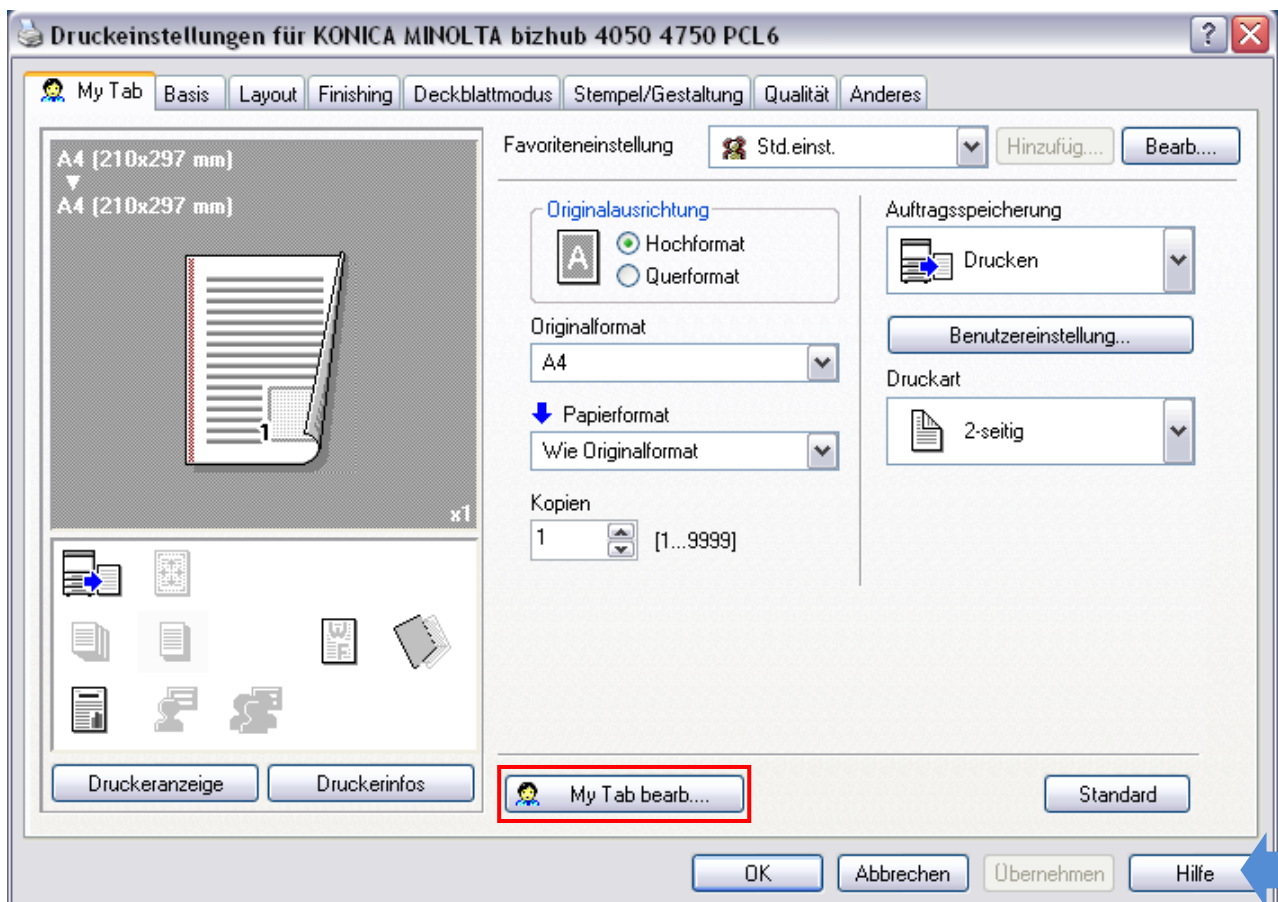 Druckeinstellungen für KONICA MINOLTA bizhub 4050 4750 PCL6
My Tab Basis Layout Finishing Deckblattmodus Stempel/Gestaltung Qualität Anderes
A4 (210x297 mm)
A4 (210x297 mm)
1
x1
Druckeranzeige Druckerinfos
Favoriteneinstellung Std.einst. Hinzufüg.... Bearb....
Originalausrichtung
A
Hochformat
Querformat
Originalformat
A4
Papierformat
Wie Originalformat
Kopien
1 [1...9999]
Auftragsspeicherung
Drucken
Benutzereinstellung...
Druckart
2-seitig
My Tab bearb.... Standard
OK Abbrechen Übernehmen Hilfe